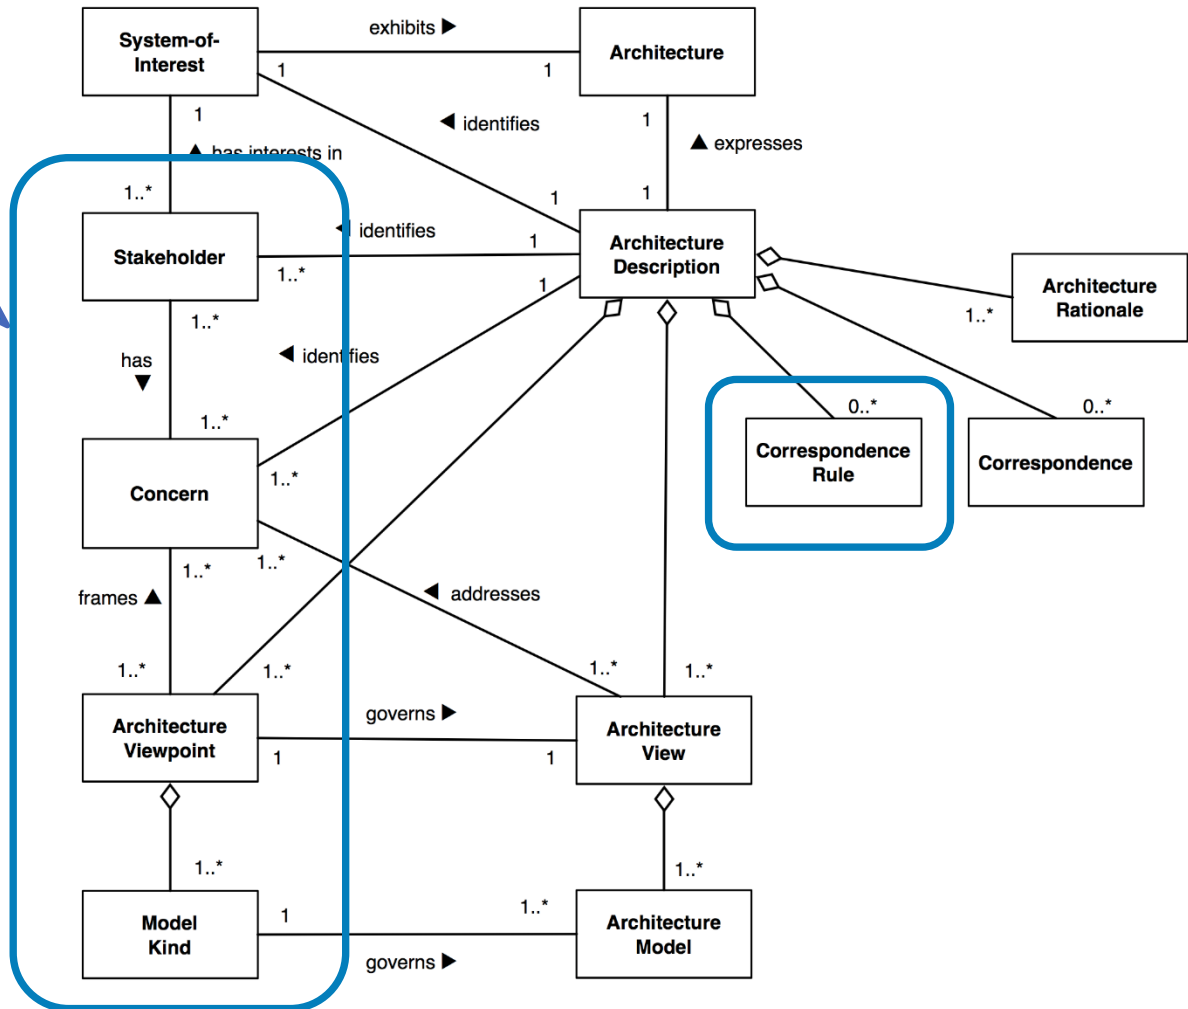 System-of-
Interest
exhibits ▶
Architecture
1
1
1
◀ identifies
1
▲ expresses
▲ has interests in
1..*
1
1
Stakeholder
◀ identifies
1
1..*
Architecture
Description
1
Architecture
Rationale
1..*
1..*
has
▼
◀ identifies
1..*
0..*
0..*
Correspondence
Rule
Correspondence
Concern
1..*
1..*
1..*
frames ▲
◀ addresses
1..*
1..*
1..*
1..*
Architecture
Viewpoint
governs ▶
1
1
Architecture
View
1..*
1..*
Model
Kind
1
1..*
governs ▶
Architecture
Model